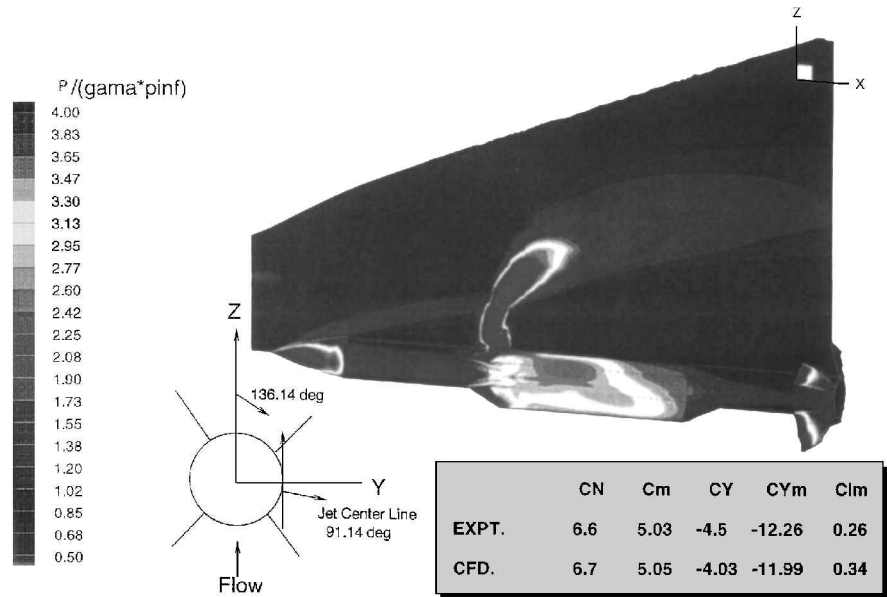 P/(gama*pinf)
4.00
3.83
3.65
3.47
3.30
3.13
2.95
2.77
2.60
2.42
2.25
2.08
1.90
1.73
1.55
1.38
1.20
1.02
0.85
0.68
0.50
Z
X
Z
136.14 deg
Y
Jet Center Line
91.14 deg
Flow
CN Cm CY CYm Clm
EXPT. 6.6 5.03 -4.5 -12.26 0.26
CFD. 6.7 5.05 -4.03 -11.99 0.34